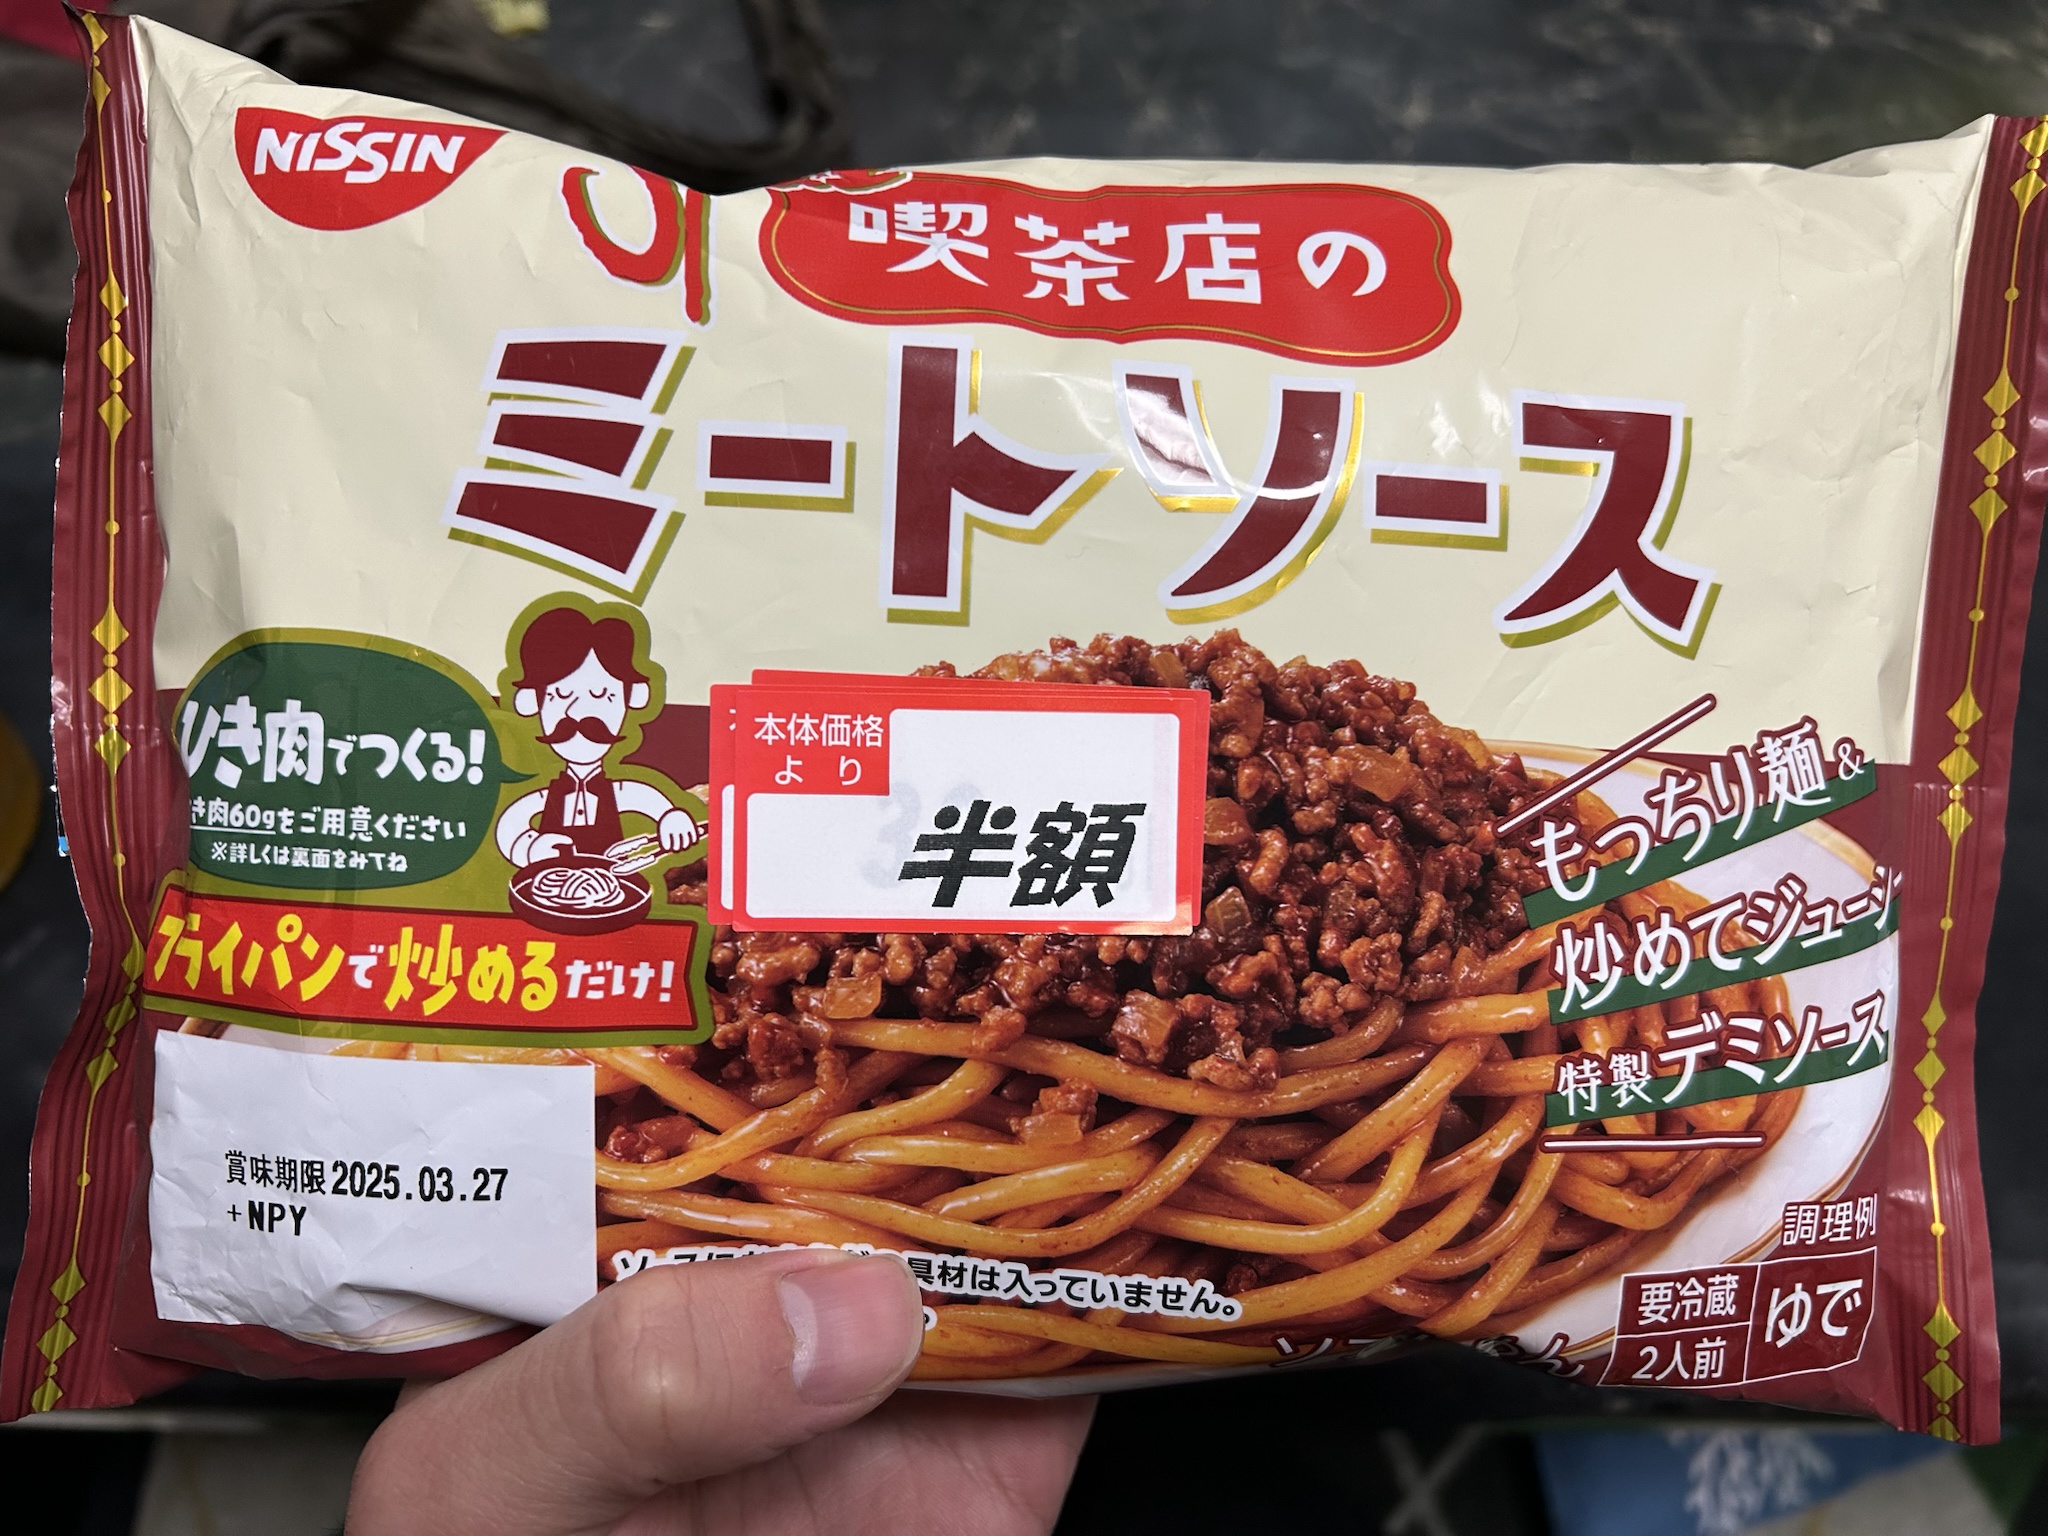 NISSIN
喫茶店の
ミートソース
ひき肉でつくる!
き肉60gをご用意ください
※詳しくは裏面をみてね
フライパンで炒めるだけ!
本体価格
より
半額
もっちり麺&
炒めてジューシー
特製デミソース
賞味期限2025.03.27
+NPY
具材は入っていません。
調理例
要冷蔵
2人前
ゆで